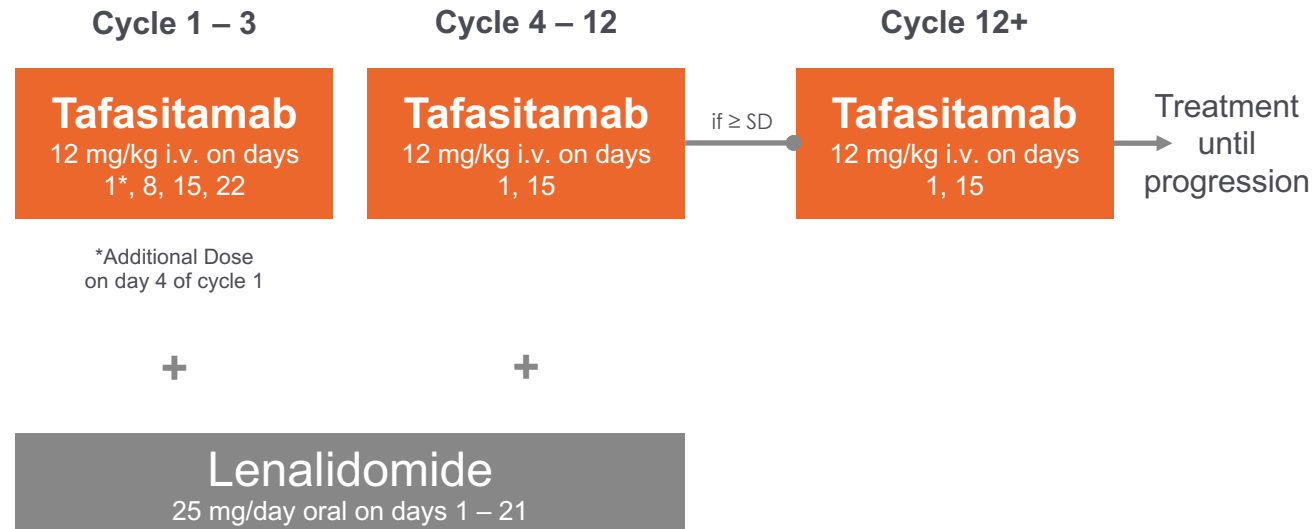 Cycle 1 – 3
Cycle 4 – 12
Cycle 12+
Tafasitamab
12 mg/kg i.v. on days
1*, 8, 15, 22
Tafasitamab
12 mg/kg i.v. on days
1, 15
if ≥ SD
Tafasitamab
12 mg/kg i.v. on days
1, 15
Treatment
until
progression
*Additional Dose
on day 4 of cycle 1
+
+
Lenalidomide
25 mg/day oral on days 1 – 21